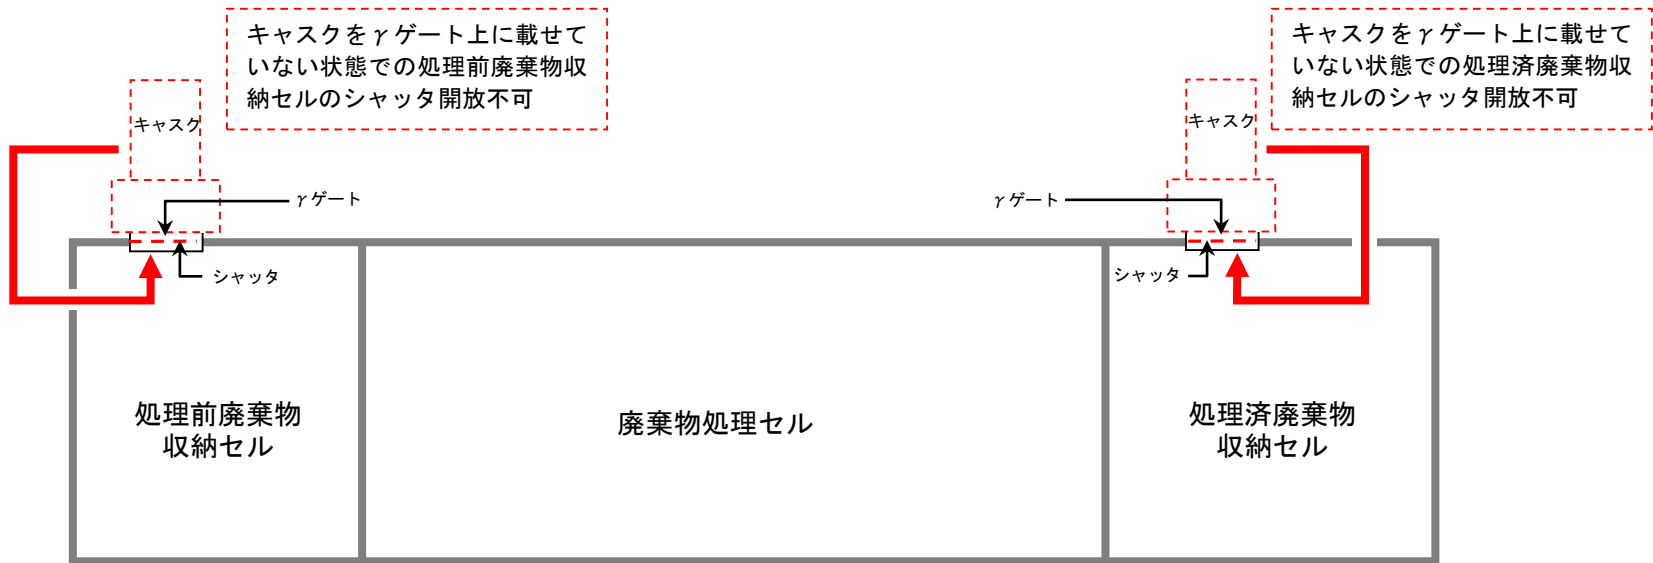 キャスクをγゲート上に載せて
いない状態での処理前廃棄物収
納セルのシャッタ開放不可
キャスクをγゲート上に載せて
いない状態での処理済廃棄物収
納セルのシャッタ開放不可
キャスク
キャスク
γゲート
γゲート
シャッタ
シャッタ
処理前廃棄物
収納セル
廃棄物処理セル
処理済廃棄物
収納セル